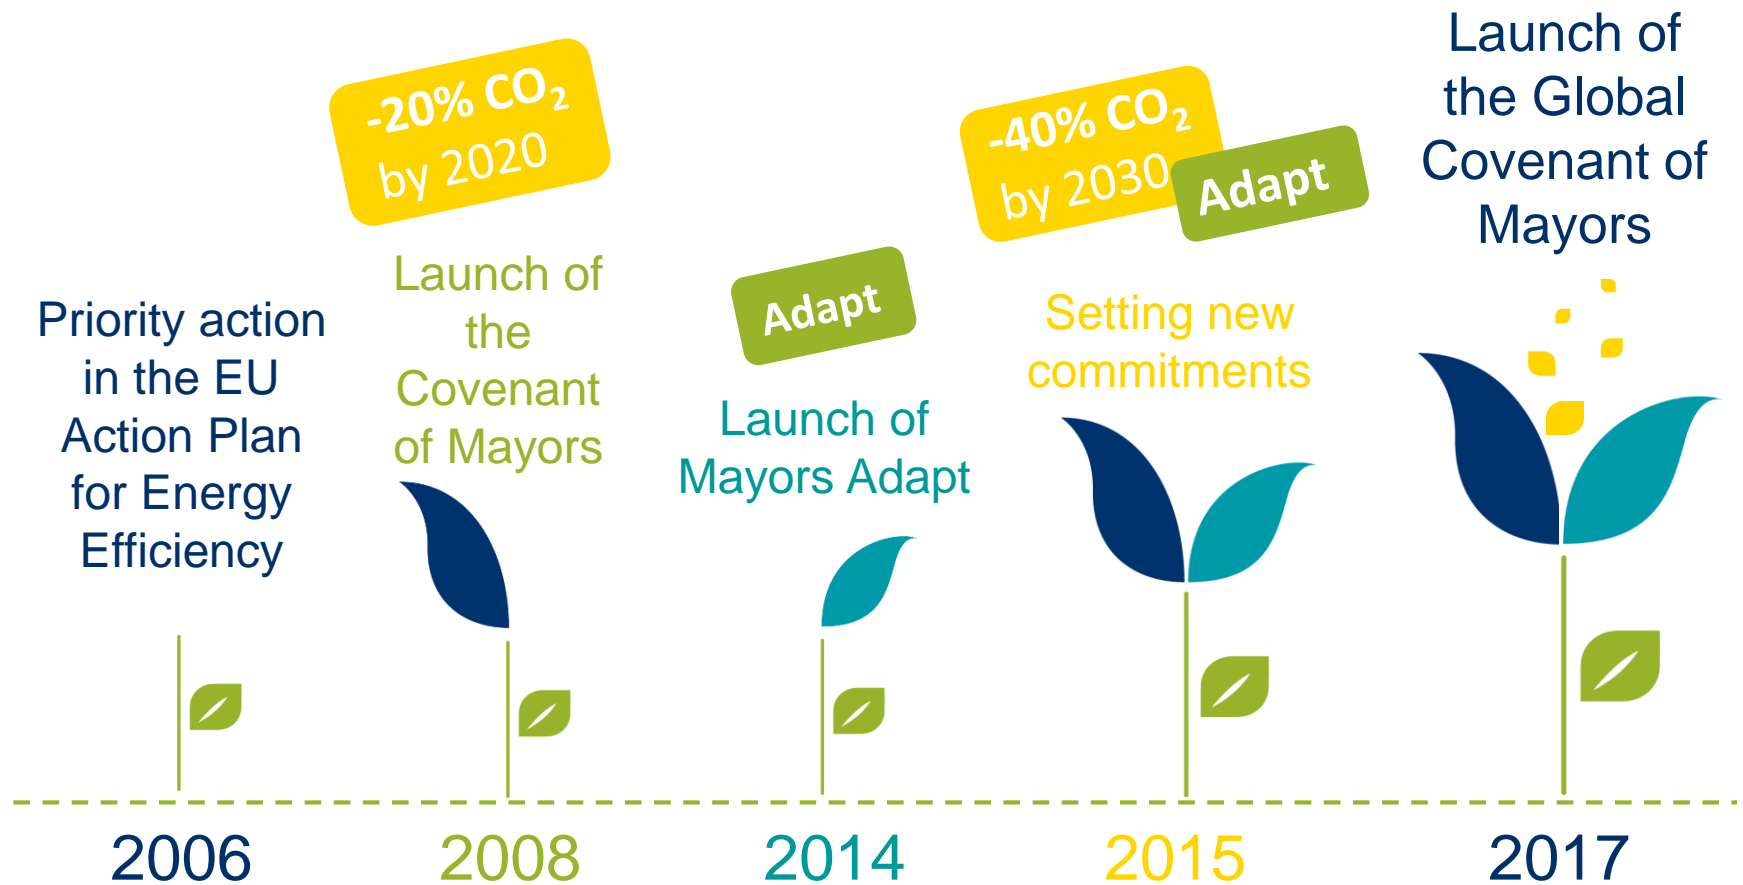 Priority action
in the EU
Action Plan
for Energy
Efficiency
2006
-20% CO₂
by 2020
Launch of
the
Covenant
of Mayors
2008
Adapt
Launch of
Mayors Adapt
2014
-40% CO₂
by 2030
Adapt
Setting new
commitments
2015
Launch of
the Global
Covenant of
Mayors
2017